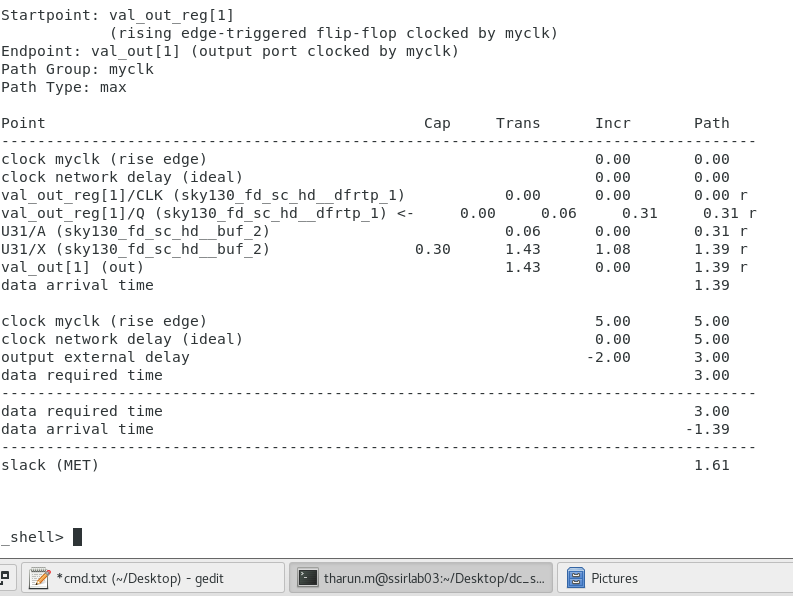 Startpoint: val_out_reg[1]
(rising edge-triggered flip-flop clocked by myclk)
Endpoint: val_out[1] (output port clocked by myclk)
Path Group: myclk
Path Type: max
Point Cap Trans Incr Path
--------------------------------------------------------------------------------
clock myclk (rise edge) 0.00 0.00
clock network delay (ideal) 0.00 0.00
val_out_reg[1]/CLK (sky130_fd_sc_hd__dfrtp_1) 0.00 0.00 0.00 r
val_out_reg[1]/Q (sky130_fd_sc_hd__dfrtp_1) <- 0.00 0.06 0.31 0.31 r
U31/A (sky130_fd_sc_hd__buf_2) 0.06 0.00 0.31 r
U31/X (sky130_fd_sc_hd__buf_2) 0.30 1.43 1.08 1.39 r
val_out[1] (out) 1.43 0.00 1.39 r
data arrival time 1.39
clock myclk (rise edge) 5.00 5.00
clock network delay (ideal) 0.00 5.00
output external delay -2.00 3.00
data required time 3.00
--------------------------------------------------------------------------------
data required time 3.00
data arrival time -1.39
--------------------------------------------------------------------------------
slack (MET) 1.61
_shell>
*cmd.txt (~/Desktop) - gedit
tharun.m@ssirlab03:~/Desktop/dc_s...
Pictures